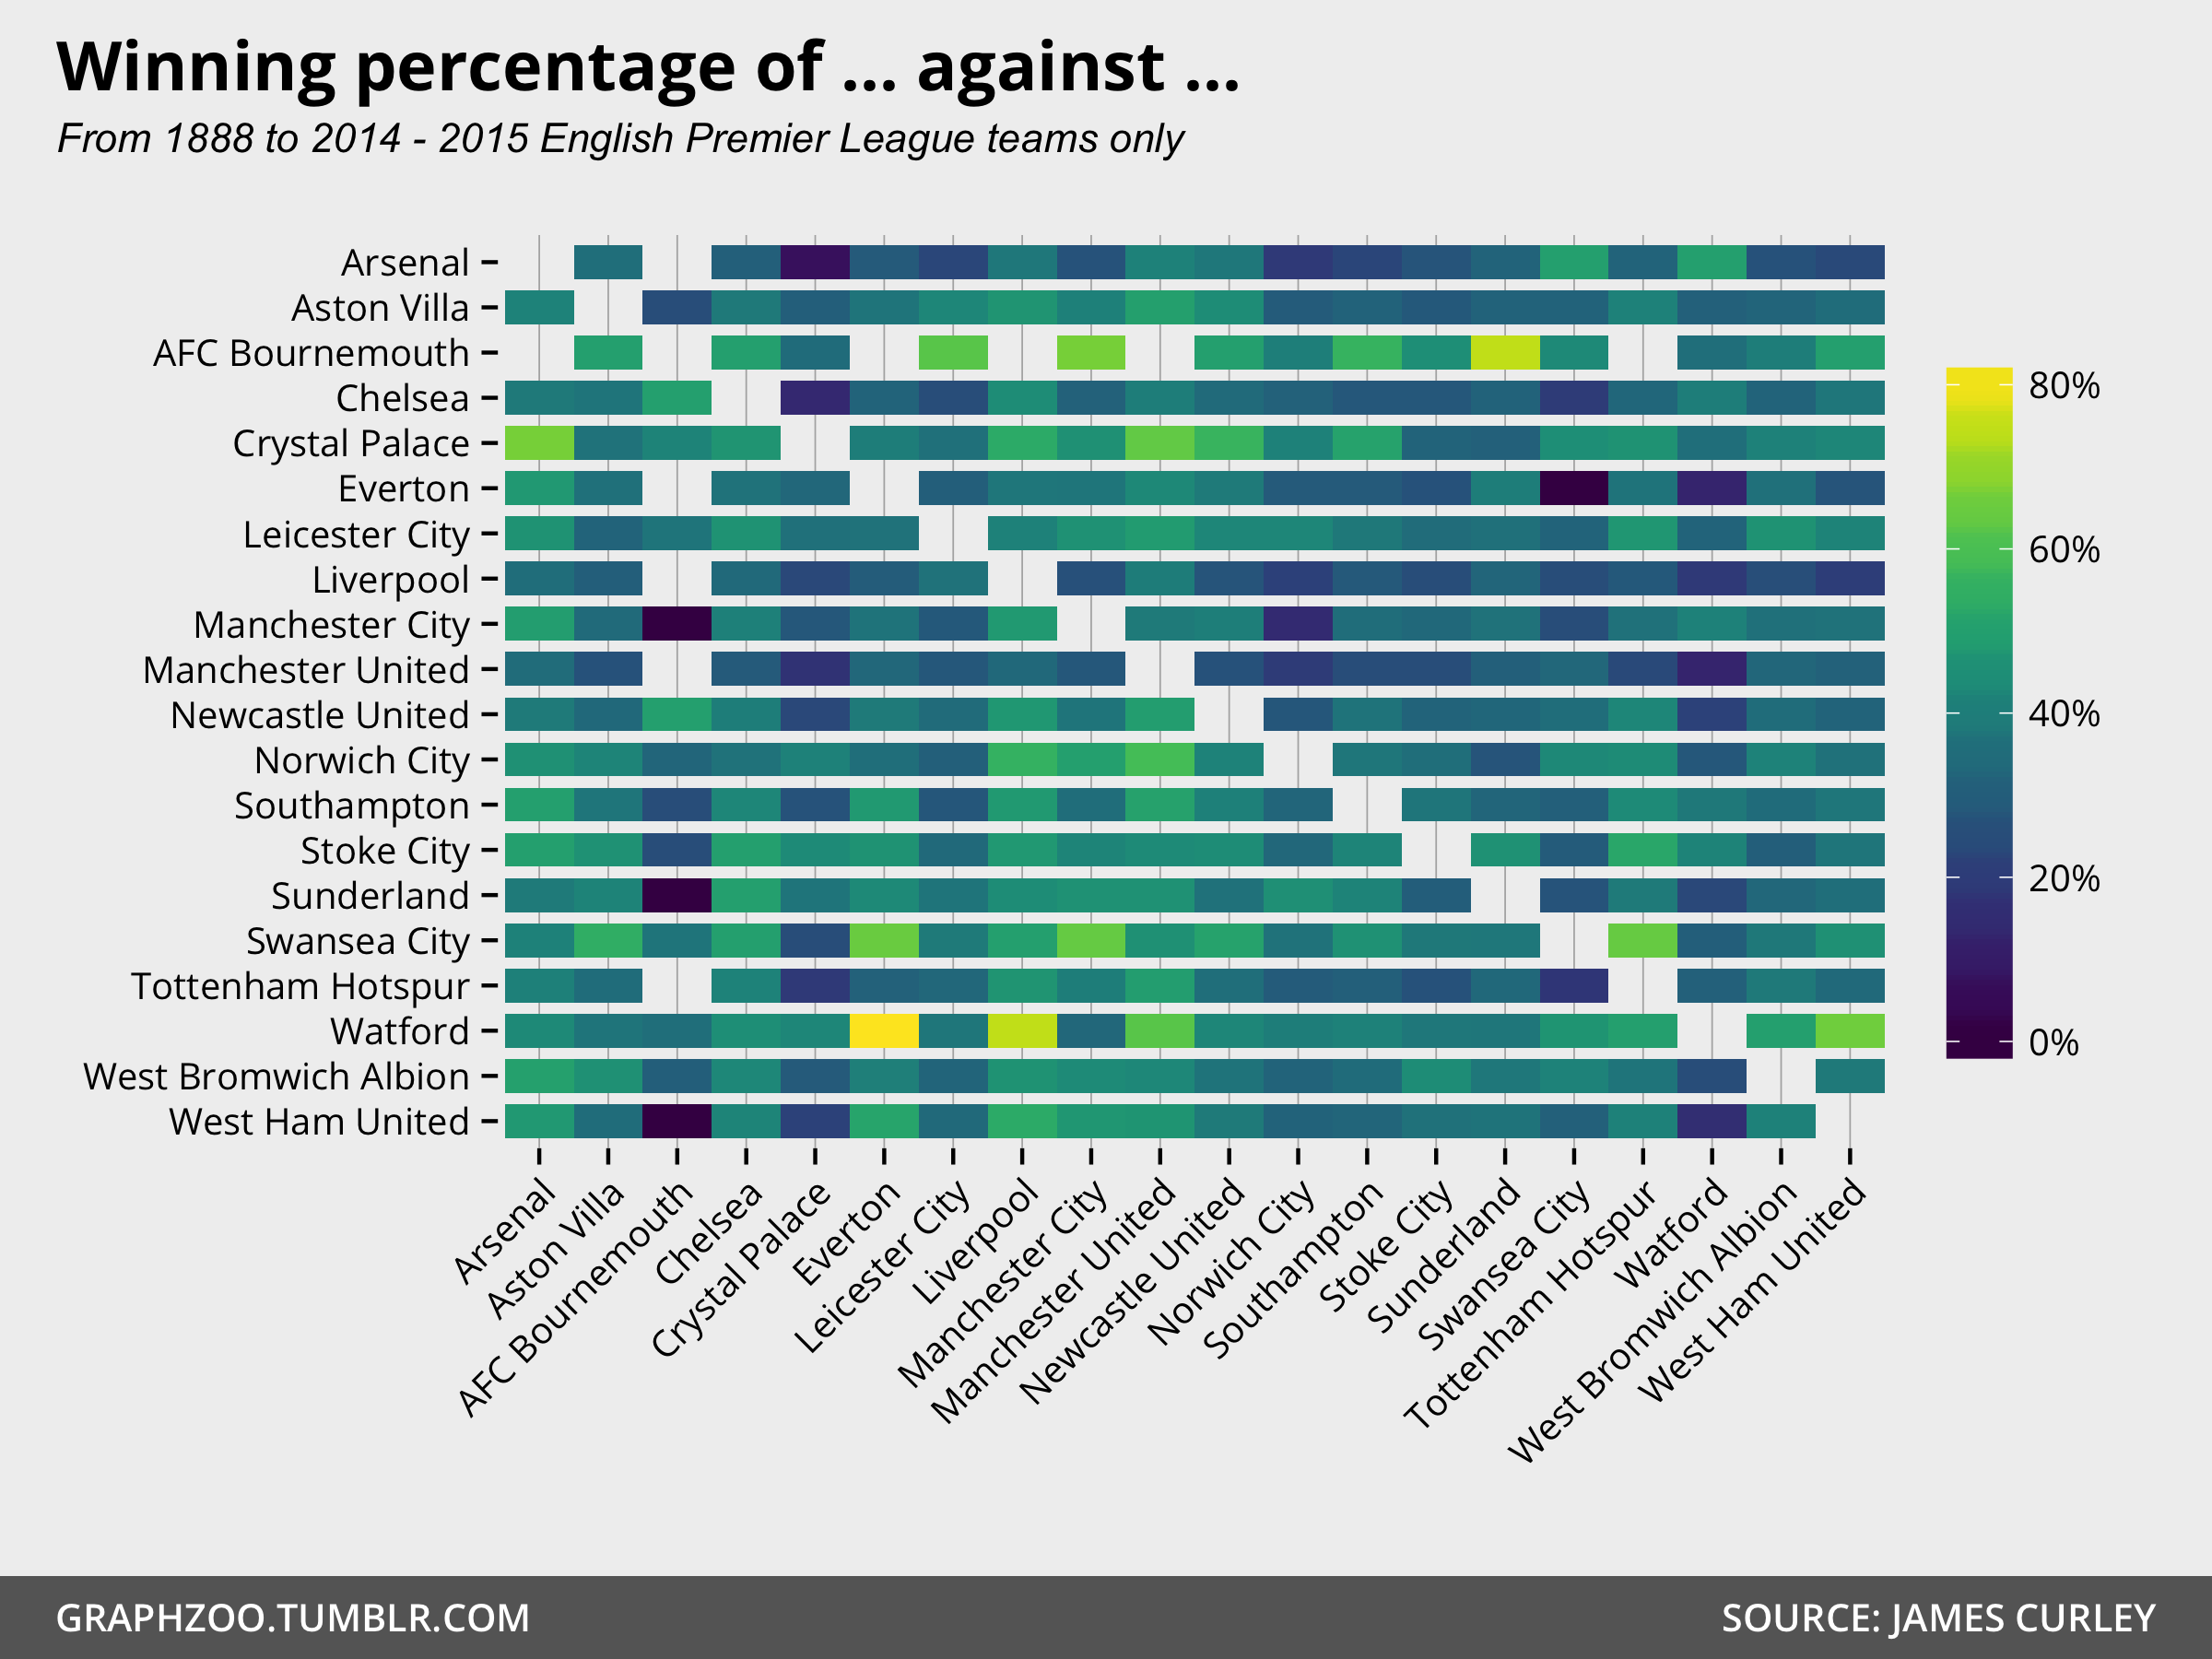 Winning percentage of ... against ...
From 1888 to 2014 - 2015 English Premier League teams only
Arsenal
Aston Villa
AFC Bournemouth
Chelsea
Crystal Palace
Everton
Leicester City
Liverpool
Manchester City
Manchester United
Newcastle United
Norwich City
Southampton
Stoke City
Sunderland
Swansea City
Tottenham Hotspur
Watford
West Bromwich Albion
West Ham United
80%
60%
40%
20%
0%
Arsenal
Aston Villa
AFC Bournemouth
Chelsea
Crystal Palace
Everton
Leicester City
Liverpool
Manchester City
Manchester United
Newcastle United
Norwich City
Southampton
Stoke City
Sunderland
Swansea City
Tottenham Hotspur
Watford
West Bromwich Albion
West Ham United
GRAPHZOO.TUMBLR.COM
SOURCE: JAMES CURLEY